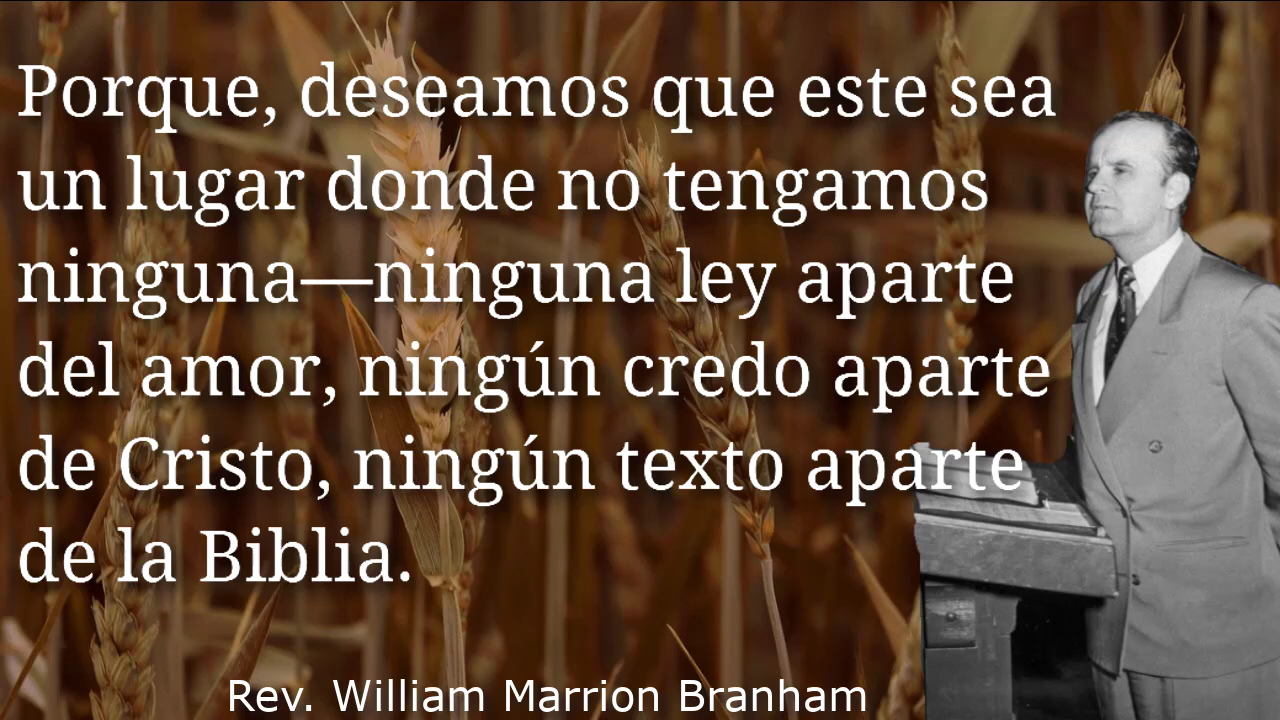 Porque, deseamos que este sea
un lugar donde no tengamos
ninguna—ninguna ley aparte
del amor, ningún credo aparte
de Cristo, ningún texto aparte
de la Biblia.
Rev. William Marrion Branham